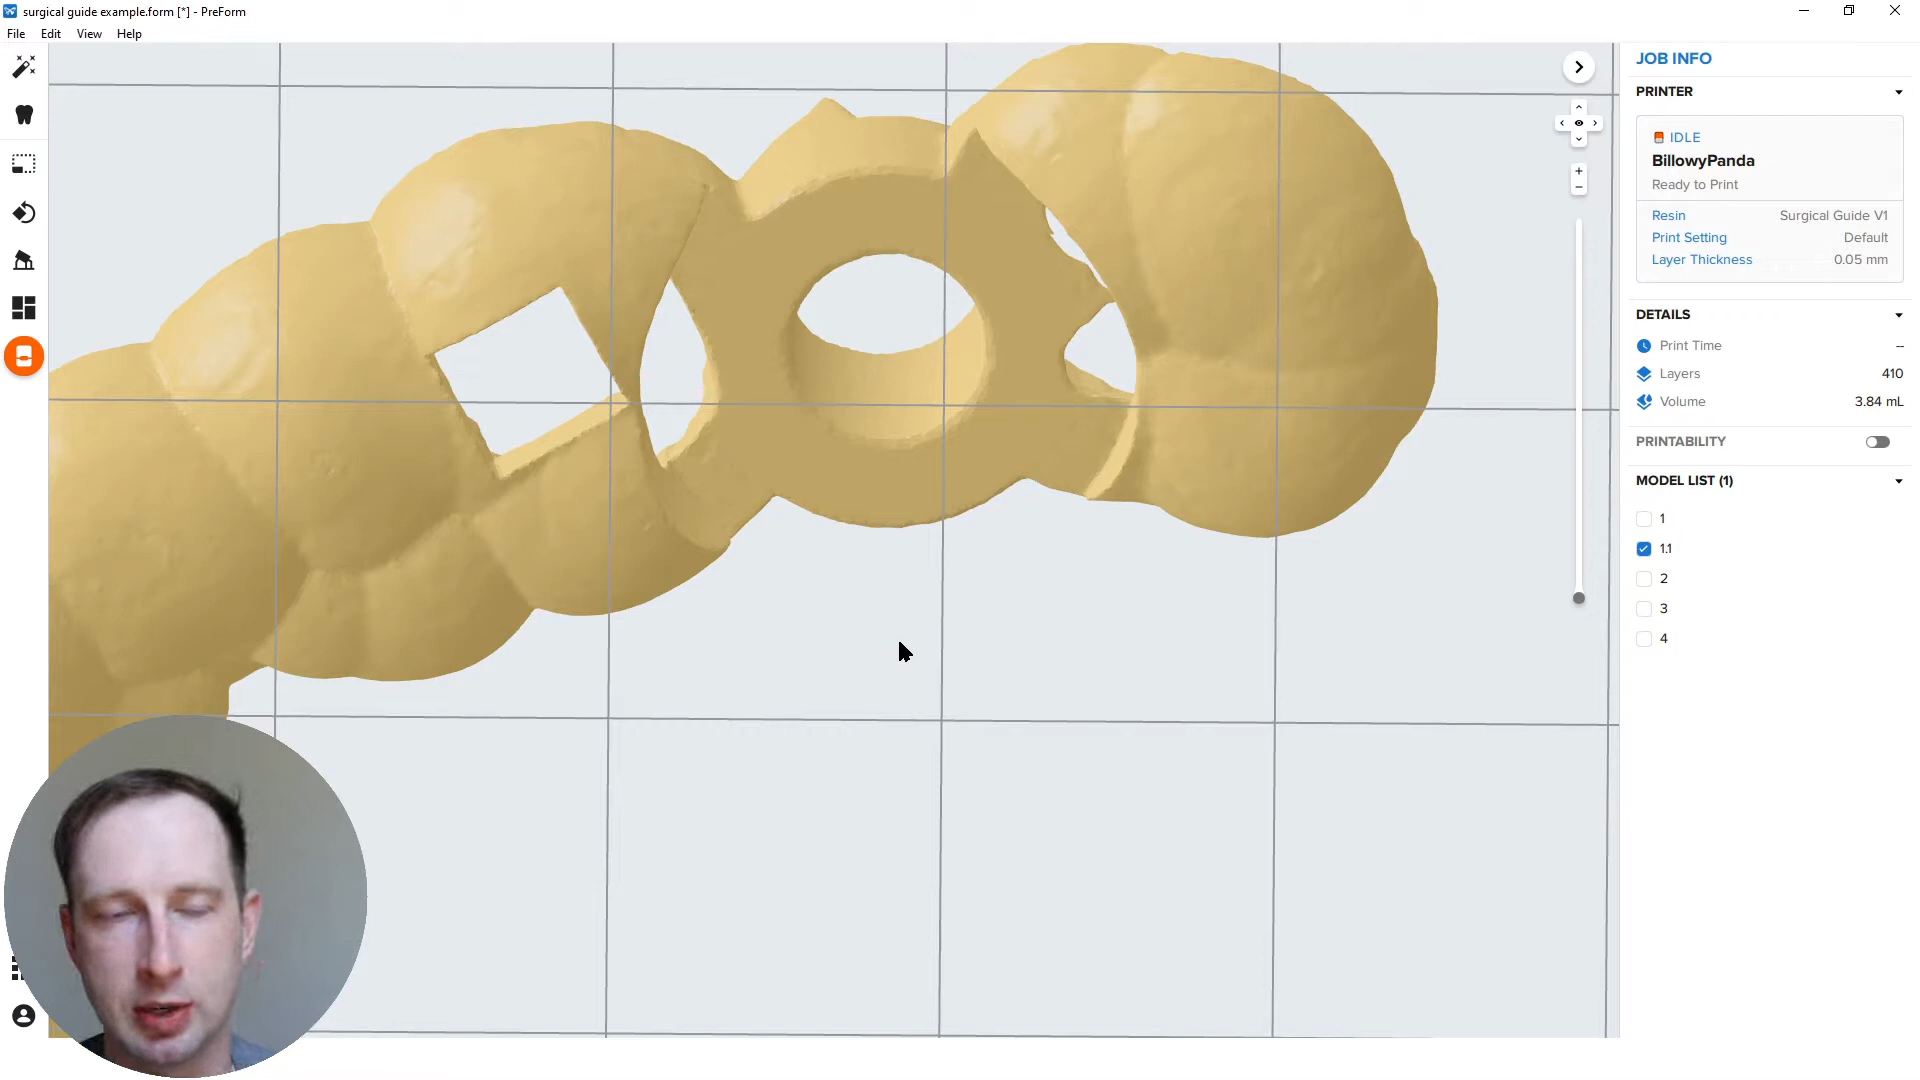 surgical guide example.form [*] - PreForm
File Edit View Help
JOB INFO
PRINTER
IDLE
BillowyPanda
Ready to Print
Resin Surgical Guide V1
Print Setting Default
Layer Thickness 0.05 mm
DETAILS
Print Time --
Layers 410
Volume 3.84 mL
PRINTABILITY
MODEL LIST (1)
1
1.1
2
3
4